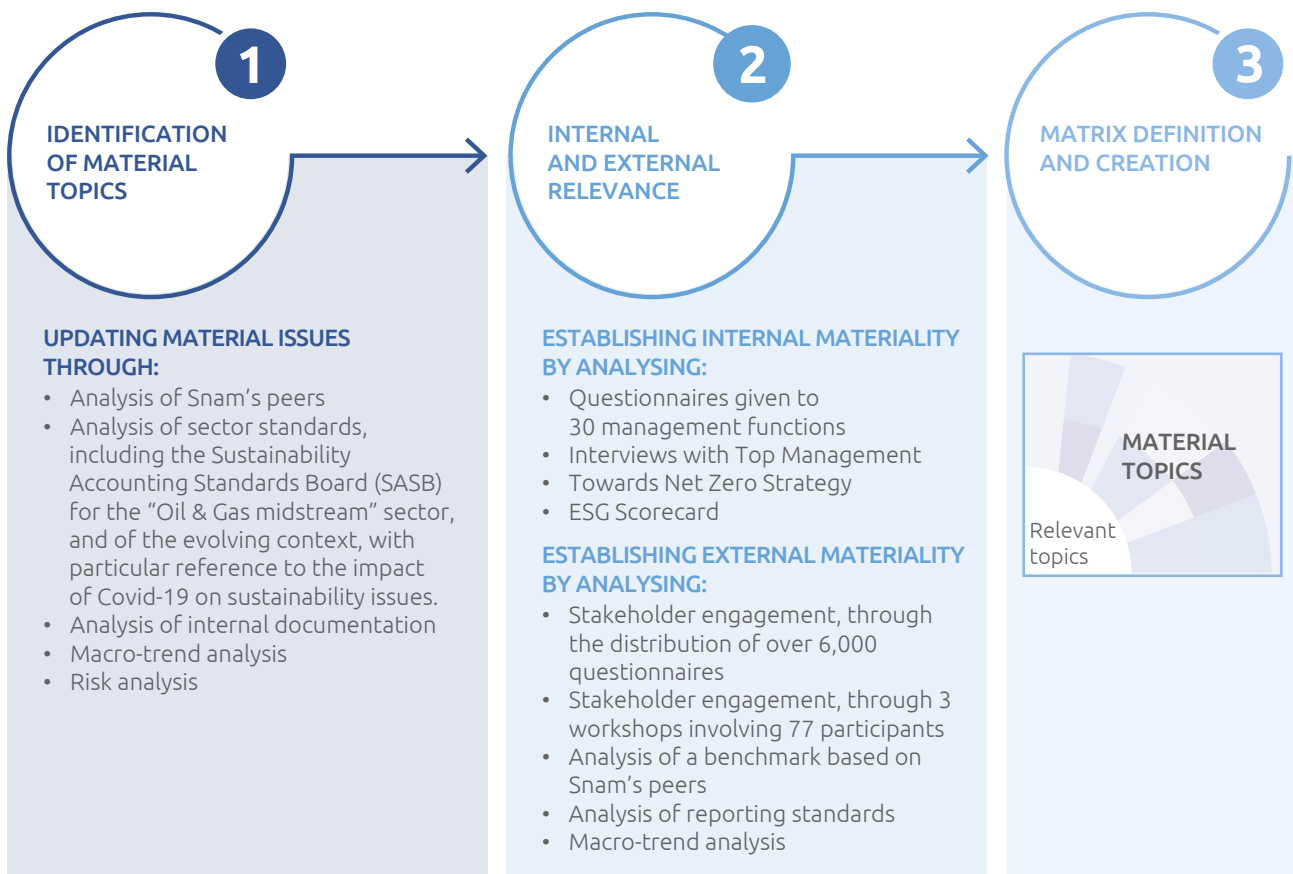 1
IDENTIFICATION
OF MATERIAL
TOPICS
UPDATING MATERIAL ISSUES
THROUGH:
• Analysis of Snam’s peers
• Analysis of sector standards,
including the Sustainability
Accounting Standards Board (SASB)
for the “Oil & Gas midstream” sector,
and of the evolving context, with
particular reference to the impact
of Covid-19 on sustainability issues.
• Analysis of internal documentation
• Macro-trend analysis
• Risk analysis
2
INTERNAL
AND EXTERNAL
RELEVANCE
ESTABLISHING INTERNAL MATERIALITY
BY ANALYSING:
• Questionnaires given to
30 management functions
• Interviews with Top Management
• Towards Net Zero Strategy
• ESG Scorecard
ESTABLISHING EXTERNAL MATERIALITY
BY ANALYSING:
• Stakeholder engagement, through
the distribution of over 6,000
questionnaires
• Stakeholder engagement, through 3
workshops involving 77 participants
• Analysis of a benchmark based on
Snam’s peers
• Analysis of reporting standards
• Macro-trend analysis
3
MATRIX DEFINITION
AND CREATION
MATERIAL
TOPICS
Relevant
topics